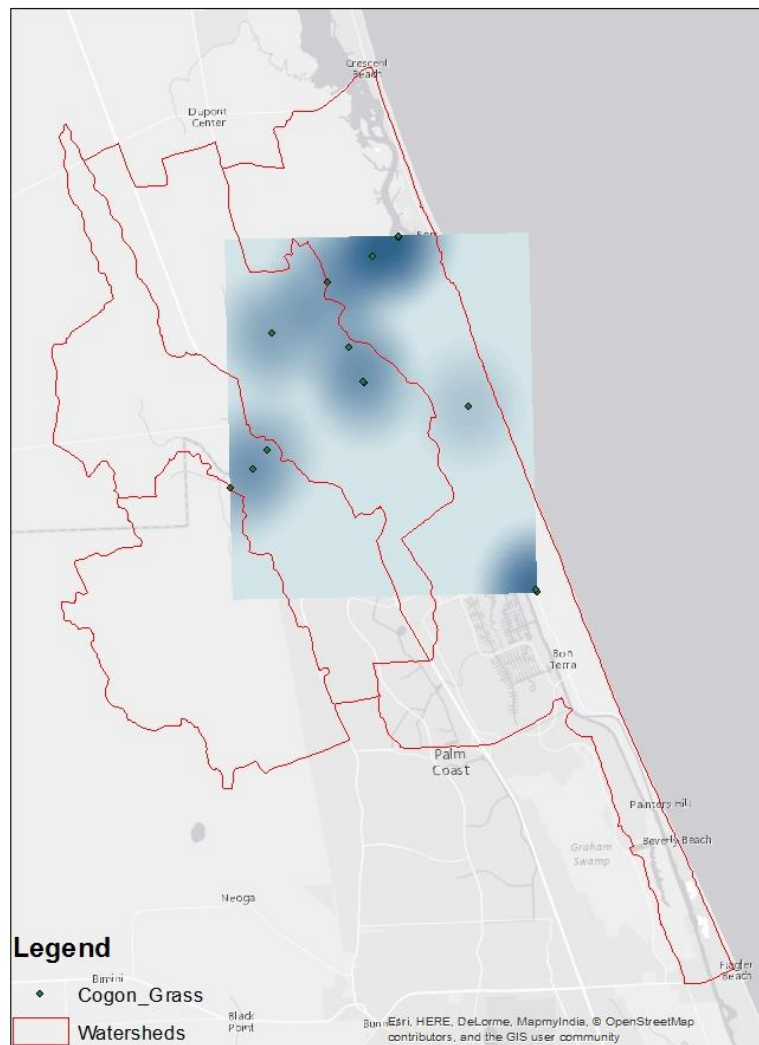 Crescent
Beach
Dupont
Center
Bon
Terra
Palm
Coast
Painters Hill
Beverly Beach
Graham
Swamp
Neoga
Legend
Flagler
Beach
Bimini
Cogon_Grass
Black
Point
Esri, HERE, DeLorme, MapmyIndia, © OpenStreetMap
Watersheds
contributors, and the GIS user community